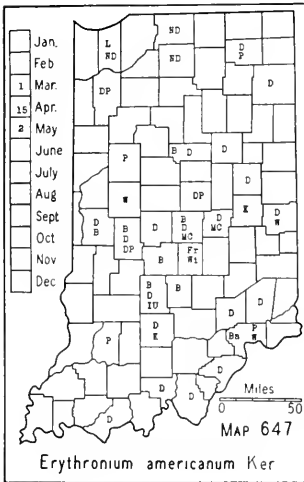 Jan.
Feb
1 Mar.
15 Apr.
2 May
June
July
Aug
Sept
Oct
Nov
Dec
ND
L
ND
ND
D
P
DP
D
B D
P
D
W
DP
K
D
W
D
B
B
D
DP
D
B
D
MC
D
MC
B
Fr
Wi
B
D
IU
B
D
K
D
D
P
W
Ba
P
D
D
D
D
D
Miles
0 50
MAP 647
Erythronium americanum Ker